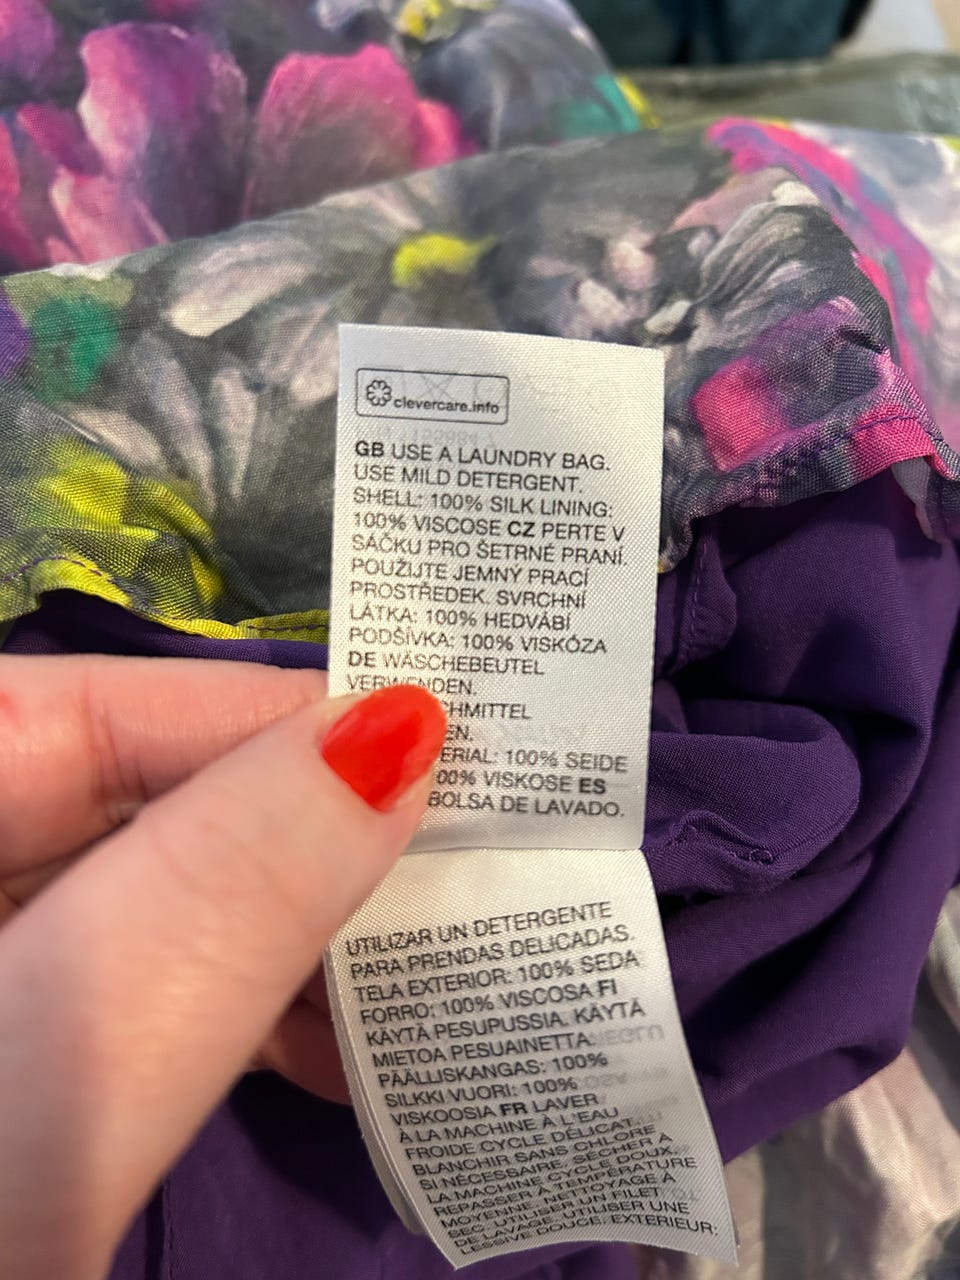 clevercare.info
GB USE A LAUNDRY BAG.
USE MILD DETERGENT.
SHELL: 100% SILK LINING:
100% VISCOSE CZ PERTE V
SÁČKU PRO ŠETRNÉ PRANÍ.
POUŽIJTE JEMNÝ PRACÍ
PROSTŘEDEK. SVRCHNÍ
LÁTKA: 100% HEDVÁBÍ
PODŠÍVKA: 100% VISKÓZA
DE WÄSCHEBEUTEL
VERWENDEN.
CHMITTEL
EN.
ERIAL: 100% SEIDE
00% VISKOSE ES
BOLSA DE LAVADO.
UTILIZAR UN DETERGENTE
PARA PRENDAS DELICADAS.
TELA EXTERIOR: 100% SEDA
FORRO: 100% VISCOSA FI
KÄYTÄ PESUPUSSIA. KÄYTÄ
MIETOA PESUAINETTA.
PÄÄLLISKANGAS: 100%
SILKKI VUORI: 100%
VISKOOSIA FR LAVER
À LA MACHINE À L'EAU
FROIDE CYCLE DÉLICAT.
BLANCHIR SANS CHLORE
SI NÉCESSAIRE. SÉCHER À
LA MACHINE CYCLE DOUX.
REPASSER À TEMPÉRATURE
MOYENNE. NETTOYAGE À
SEC. UTILISER UN FILET
DE LAVAGE. UTILISER UNE
LESSIVE DOUCE. EXTERIEUR: